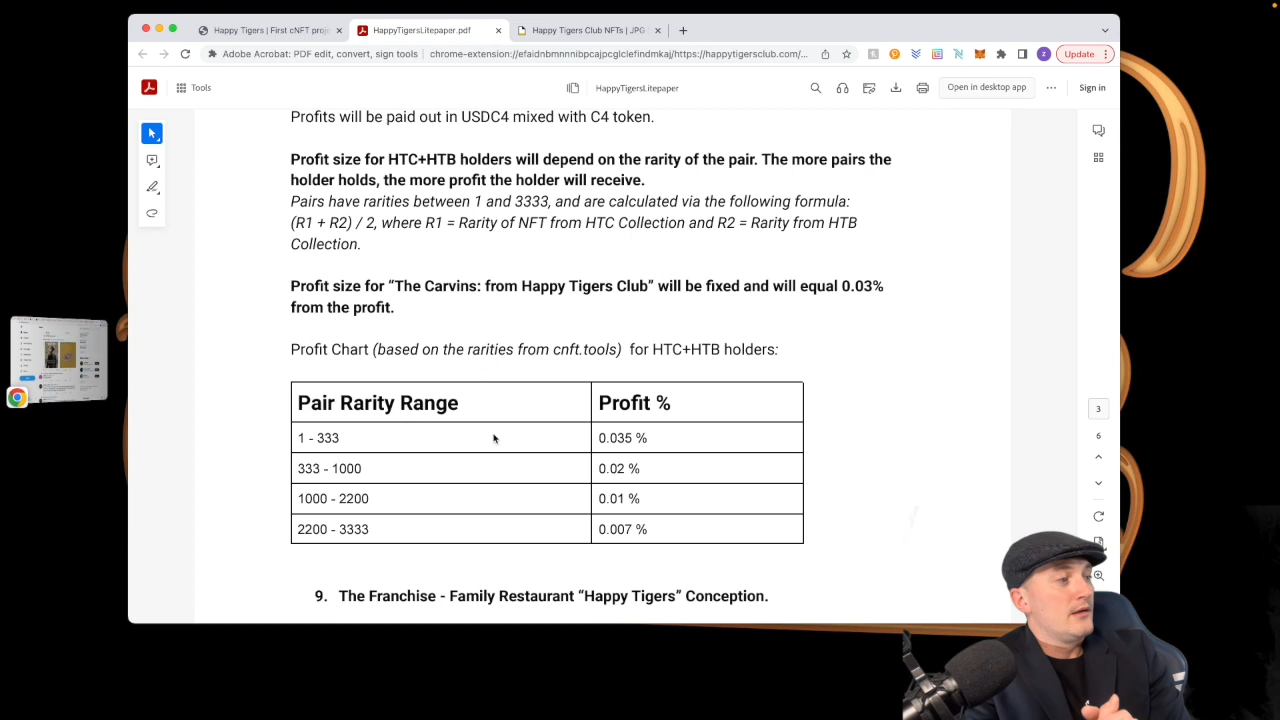 Happy Tigers | First cNFT proje
HappyTigersLitepaper.pdf
Happy Tigers Club NFTs | JPG
Adobe Acrobat: PDF edit, convert, sign tools | chrome-extension://efaidnbmnnnibpcajpcglclefindmkaj/https://happytigersclub.com/...
Update
Tools
HappyTigersLitepaper
Open in desktop app
Sign in
Profits will be paid out in USDC4 mixed with C4 token.
Profit size for HTC+HTB holders will depend on the rarity of the pair. The more pairs the
holder holds, the more profit the holder will receive.
Pairs have rarities between 1 and 3333, and are calculated via the following formula:
(R1 + R2) / 2, where R1 = Rarity of NFT from HTC Collection and R2 = Rarity from HTB
Collection.
Profit size for “The Carvins: from Happy Tigers Club” will be fixed and will equal 0.03%
from the profit.
Profit Chart (based on the rarities from cnft.tools) for HTC+HTB holders:
Pair Rarity Range Profit %
1 - 333 0.035 %
333 - 1000 0.02 %
1000 - 2200 0.01 %
2200 - 3333 0.007 %
3
6
9. The Franchise - Family Restaurant “Happy Tigers” Conception.